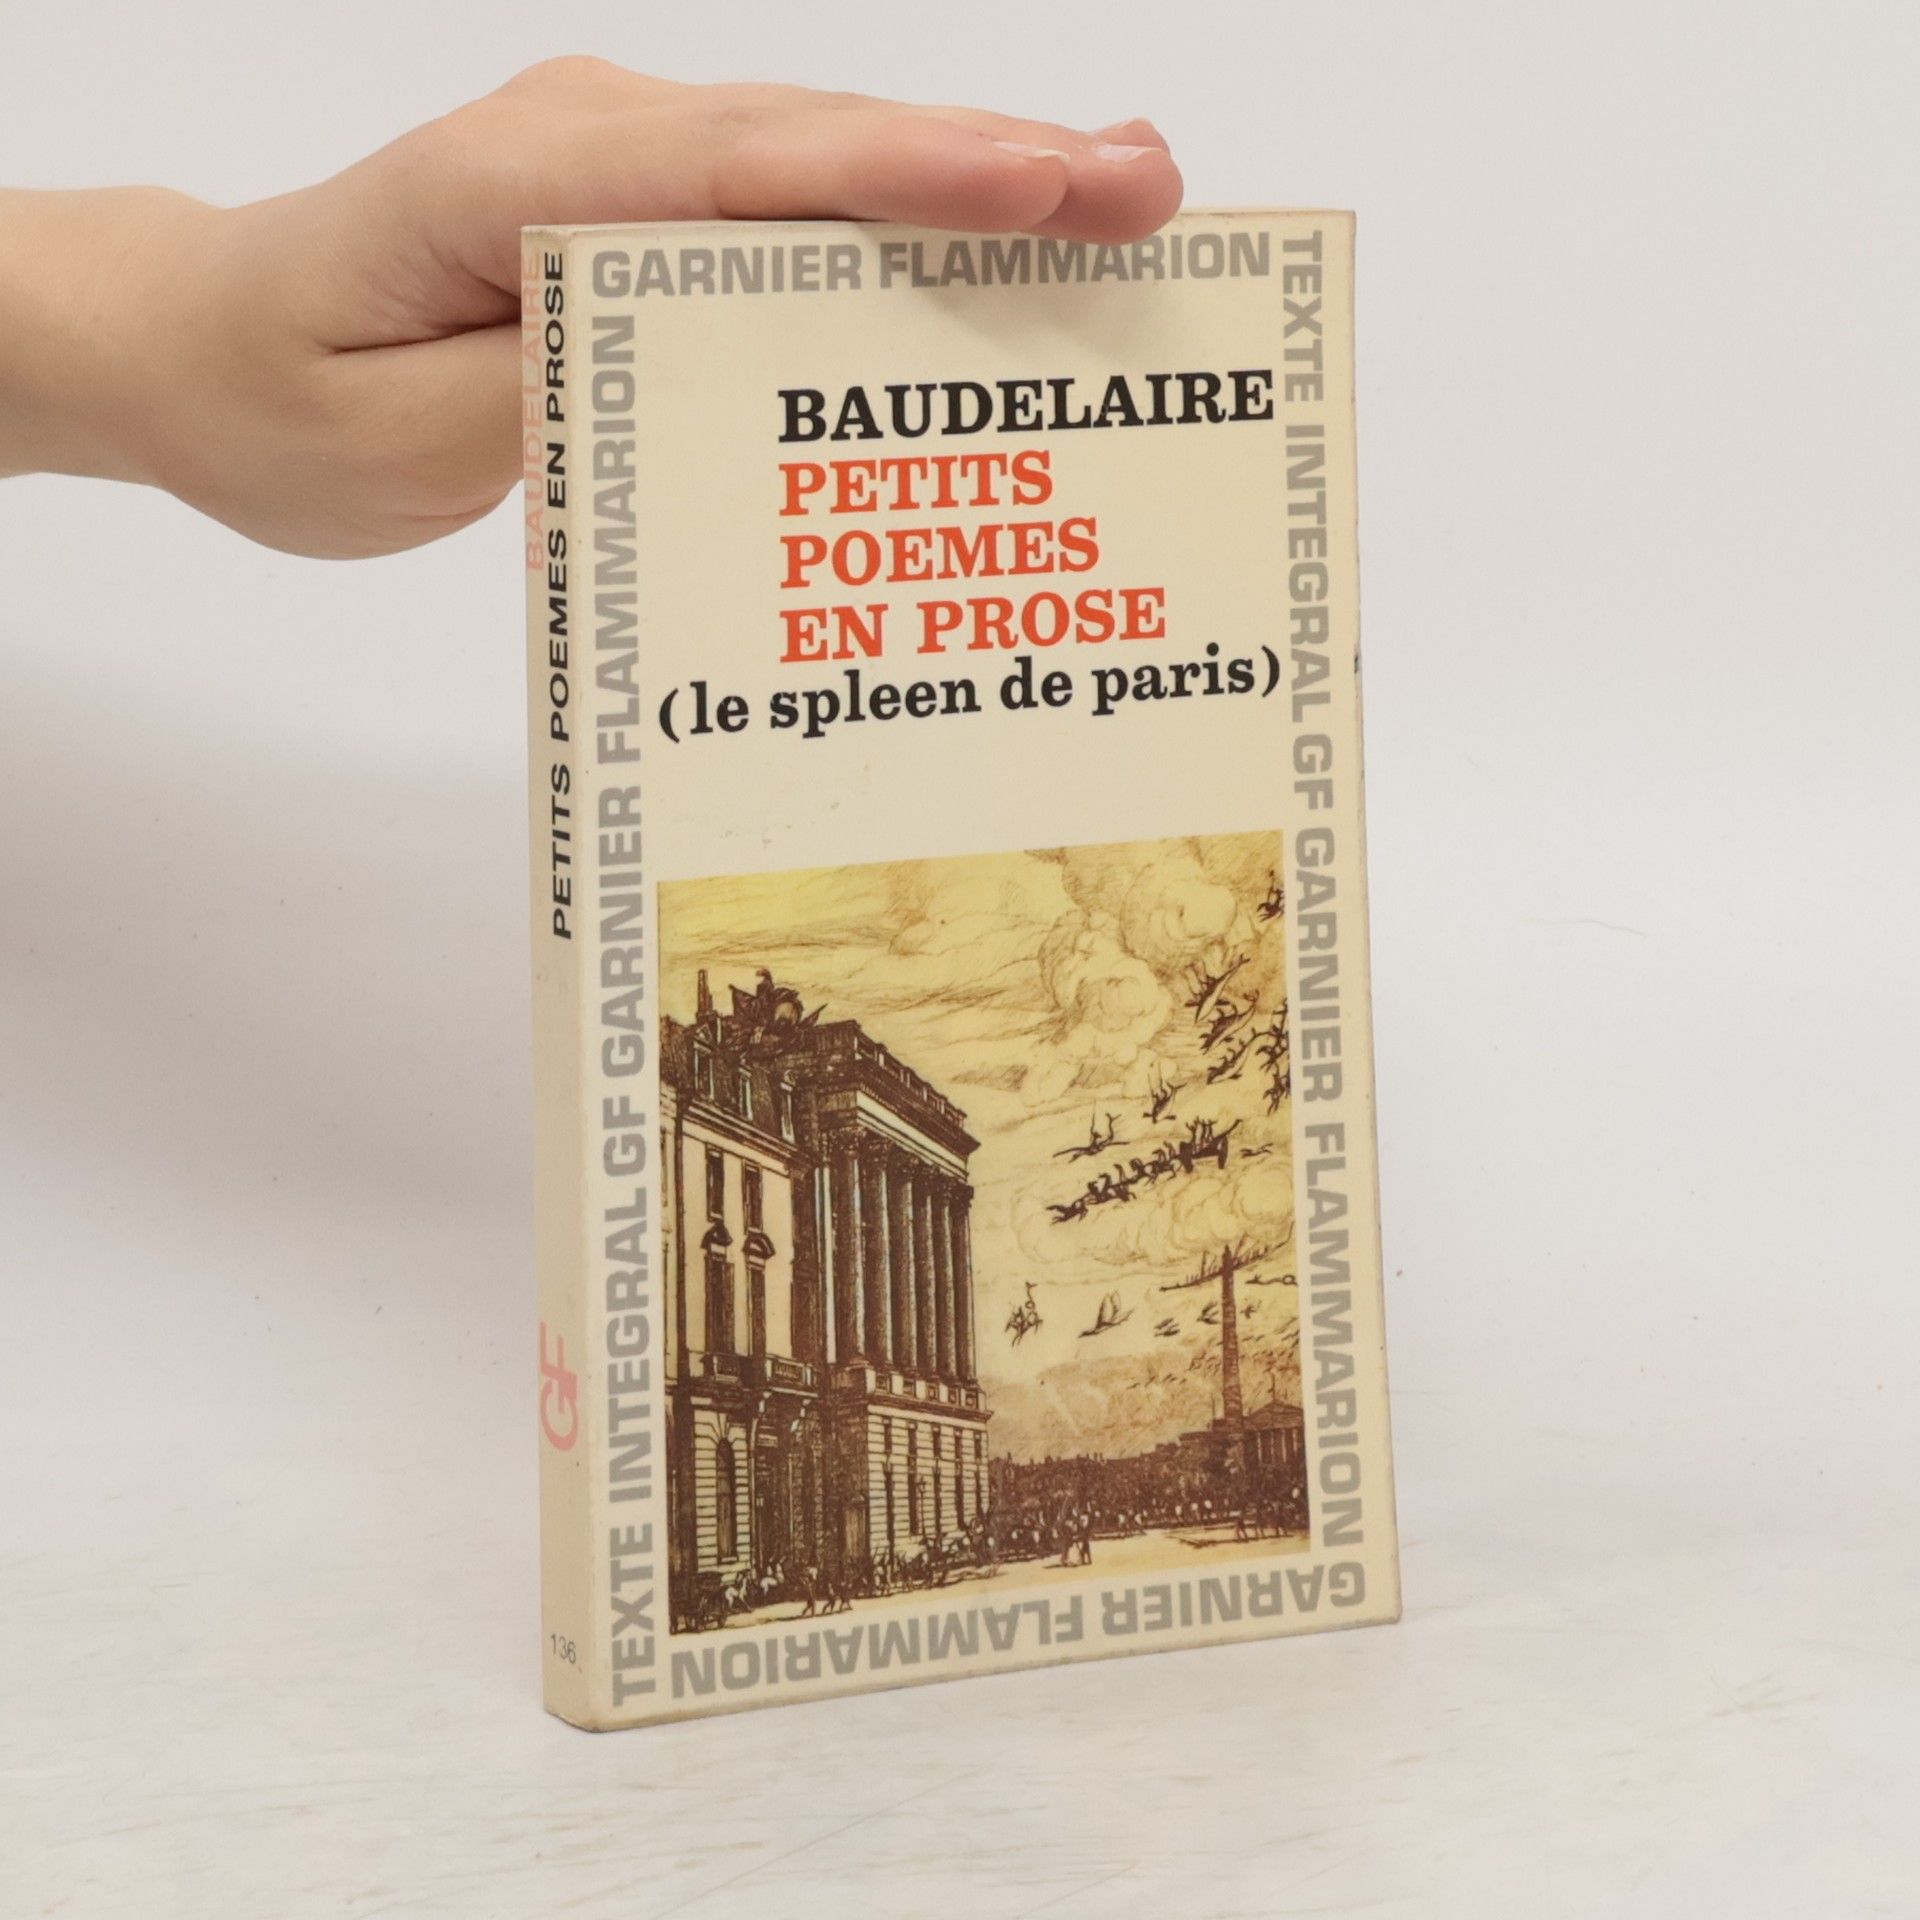 BAUDELAIRE
PETITS POEMES EN PROSE
GF
136
GARNIER FLAMMARION
TEXTE INTEGRAL GF GARNIER FLAMMARION
BAUDELAIRE
PETITS
POEMES
EN PROSE
(le spleen de paris)
TEXTE INTEGRAL GF GARNIER FLAMMARION
GARNIER FLAMMARION